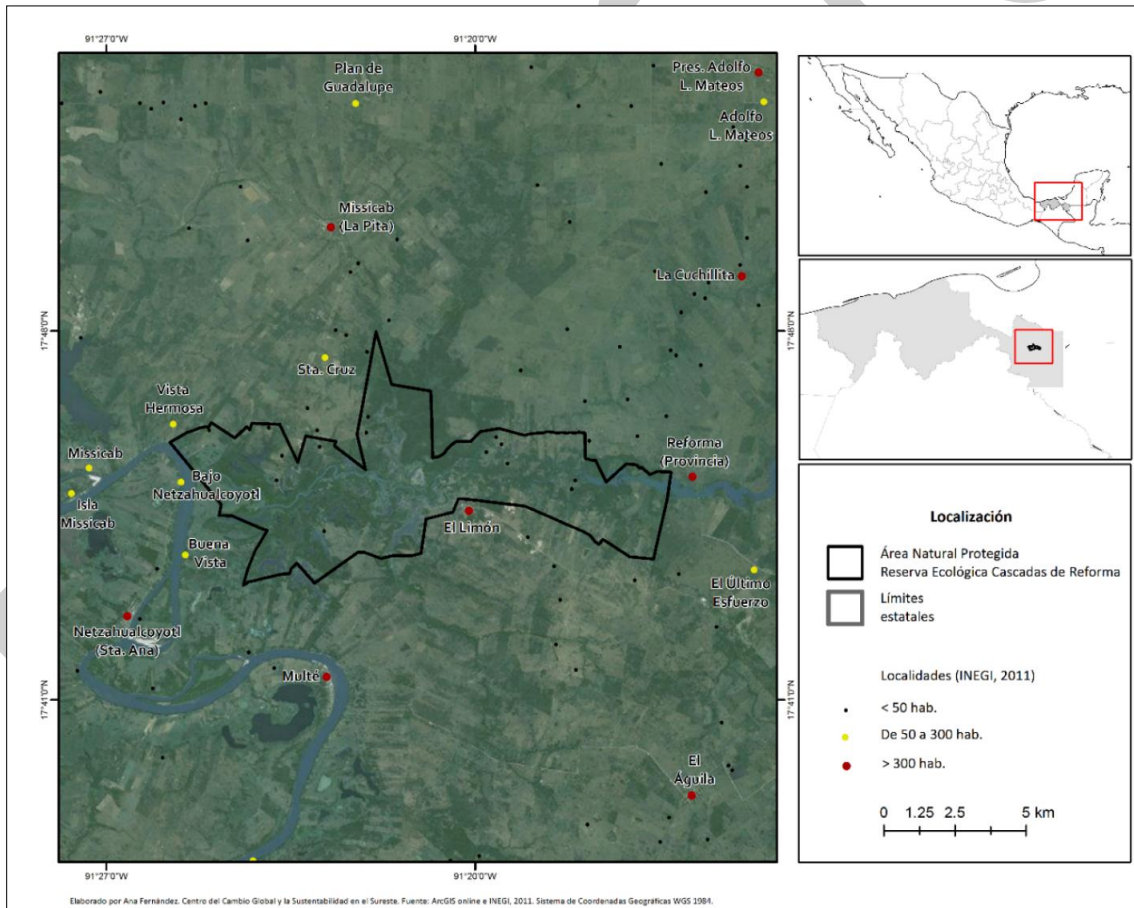 91°27'0"W
91°20'0"W
Plan de
Guadalupe
Pres. Adolfo
L. Mateos
Adolfo
L. Mateos
Missicab
(La Pita)
La Cuchillita
17°48'0"N
17°48'0"N
Sta. Cruz
Vista
Hermosa
Missicab
Bajo
Netzahualcoyotl
Isla
Missicab
Reforma
(Provincia)
El Limón
Buena
Vista
El Último
Esfuerzo
Netzahualcoyotl
(Sta. Ana)
Multé
17°41'0"N
17°41'0"N
El
Águila
91°27'0"W
91°20'0"W
Localización
Área Natural Protegida
Reserva Ecológica Cascadas de Reforma
Límites
estatales
Localidades (INEGI, 2011)
< 50 hab.
De 50 a 300 hab.
> 300 hab.
0 1.25 2.5 5 km
Elaborado por Ana Fernández. Centro del Cambio Global y la Sustentabilidad en el Sureste. Fuente: ArcGIS online e INEGI, 2011. Sistema de Coordenadas Geográficas WGS 1984.